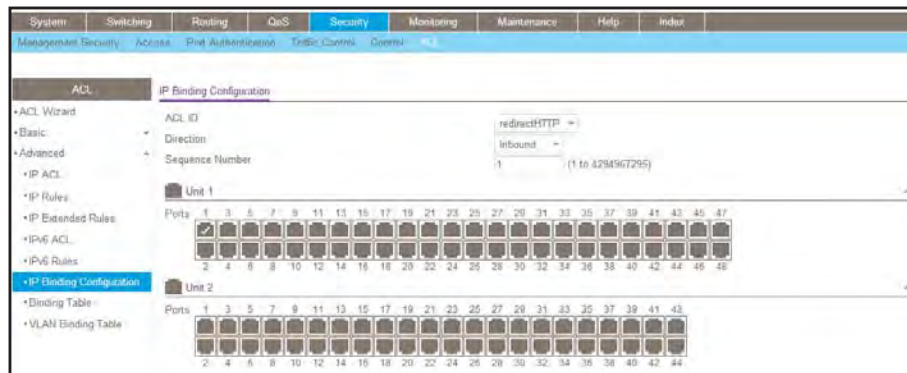 System Switching Routing QoS Security Monitoring Maintenance Help Index
Management Security Access Port Authentication Traffic Control Control ACL
ACL
IP Binding Configuration
• ACL Wizard
• Basic
• Advanced
• IP ACL
• IP Rules
• IP Extended Rules
• IPv6 ACL
• IPv6 Rules
• IP Binding Configuration
• Binding Table
• VLAN Binding Table
ACL ID redirectHTTP
Direction Inbound
Sequence Number 1 (1 to 4294967295)
Unit 1
Ports 1 3 5 7 9 11 13 15 17 19 21 23 25 27 29 31 33 35 37 39 41 43 45 47
2 4 6 8 10 12 14 16 18 20 22 24 26 28 30 32 34 36 38 40 42 44 46 48
Unit 2
Ports 1 3 5 7 9 11 13 15 17 19 21 23 25 27 29 31 33 35 37 39 41 43
2 4 6 8 10 12 14 16 18 20 22 24 26 28 30 32 34 36 38 40 42 44